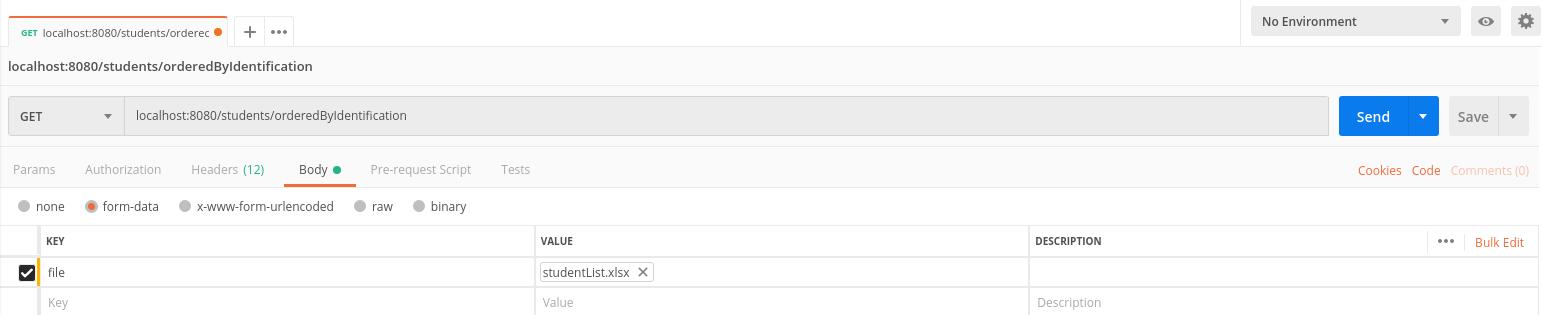 GET localhost:8080/students/orderec
No Environment
localhost:8080/students/orderedByIdentification
GET localhost:8080/students/orderedByIdentification Send Save
Params Authorization Headers (12) Body Pre-request Script Tests Cookies Code Comments (0)
none form-data x-www-form-urlencoded raw binary
KEY VALUE DESCRIPTION Bulk Edit
file studentList.xlsx
Key Value Description